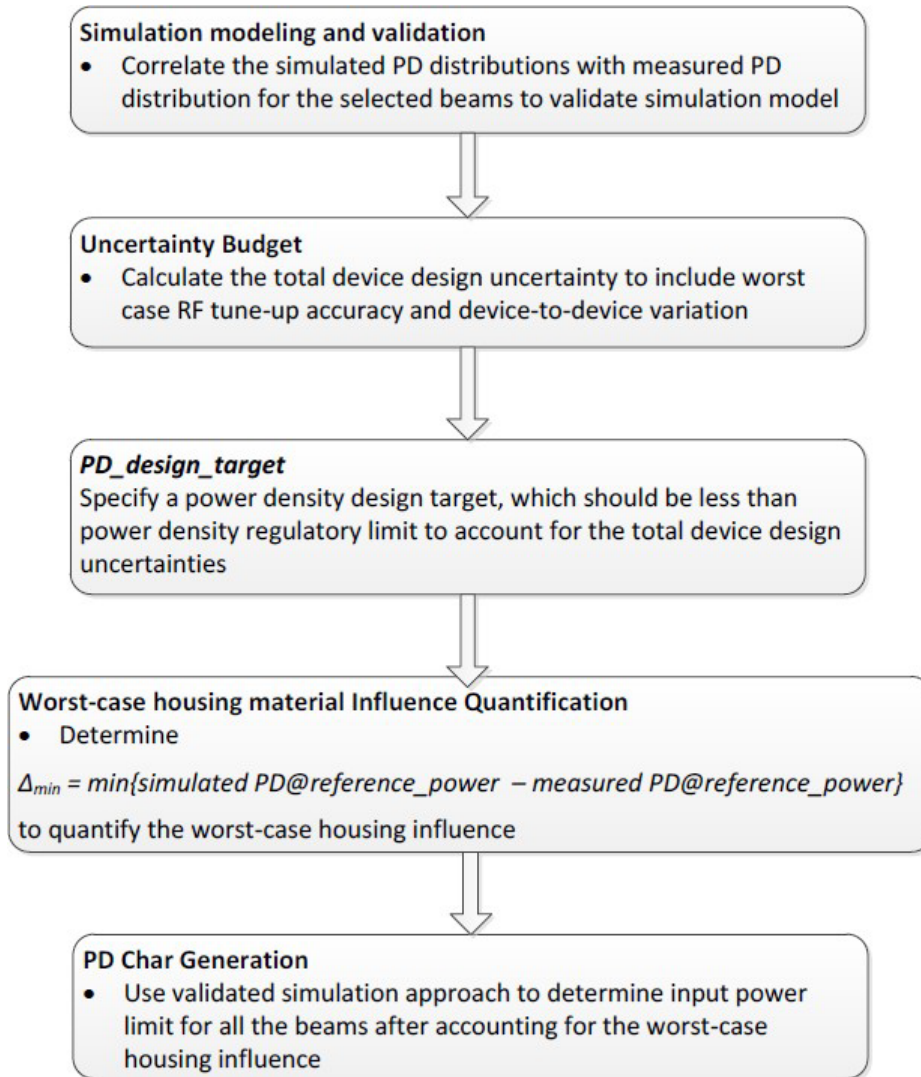 Simulation modeling and validation
• Correlate the simulated PD distributions with measured PD
distribution for the selected beams to validate simulation model
Uncertainty Budget
• Calculate the total device design uncertainty to include worst
case RF tune-up accuracy and device-to-device variation
PD_design_target
Specify a power density design target, which should be less than
power density regulatory limit to account for the total device design
uncertainties
Worst-case housing material Influence Quantification
• Determine
Δmin = min{simulated PD@reference_power – measured PD@reference_power}
to quantify the worst-case housing influence
PD Char Generation
• Use validated simulation approach to determine input power
limit for all the beams after accounting for the worst-case
housing influence